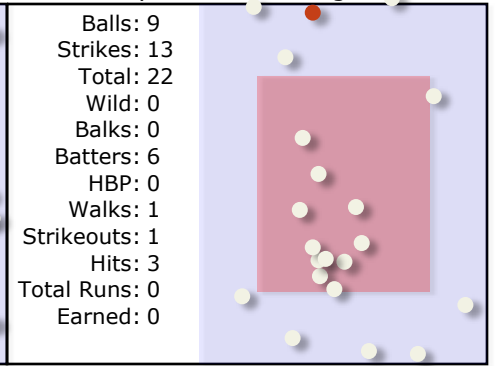 Balls: 9
Strikes: 13
Total: 22
Wild: 0
Balks: 0
Batters: 6
HBP: 0
Walks: 1
Strikeouts: 1
Hits: 3
Total Runs: 0
Earned: 0